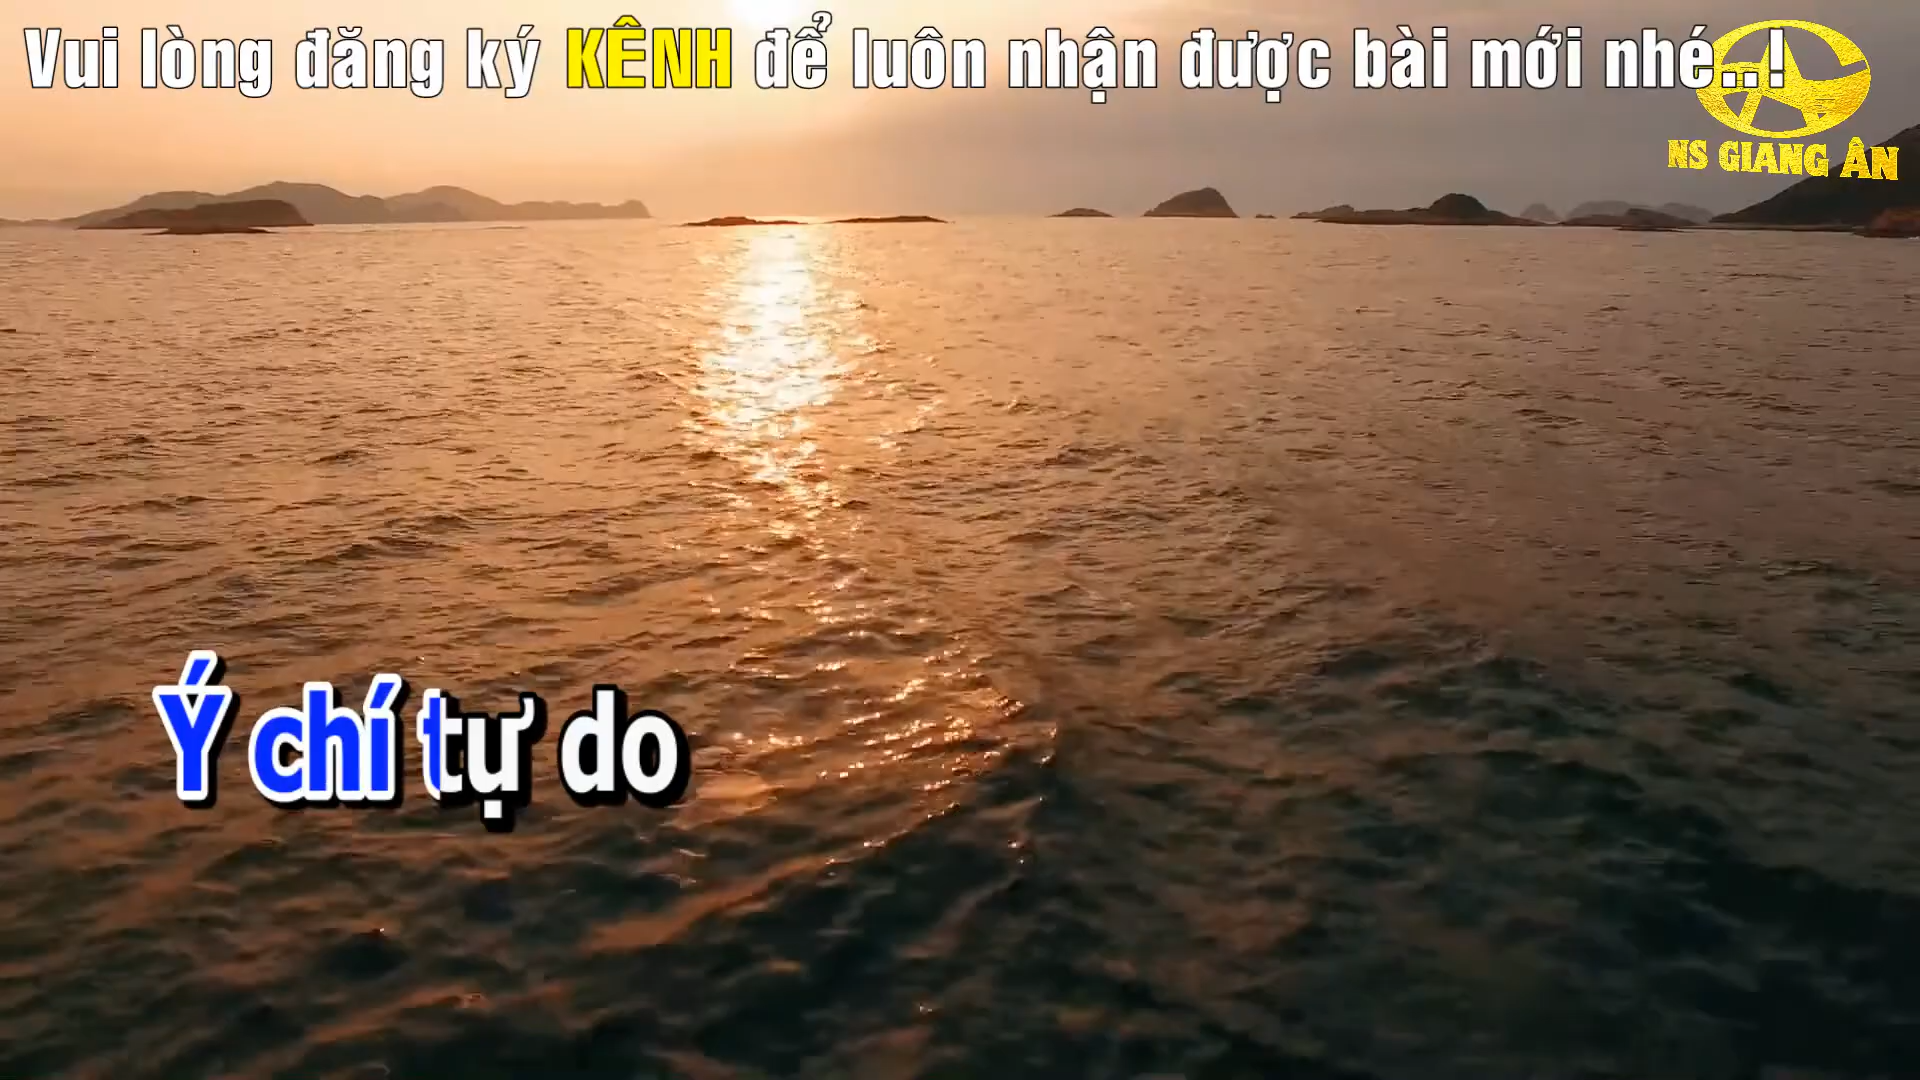 Vui lòng đăng ký KÊNH để luôn nhận được bài mới nhé..!
NS GIANG ÂN
Ý chí tự do